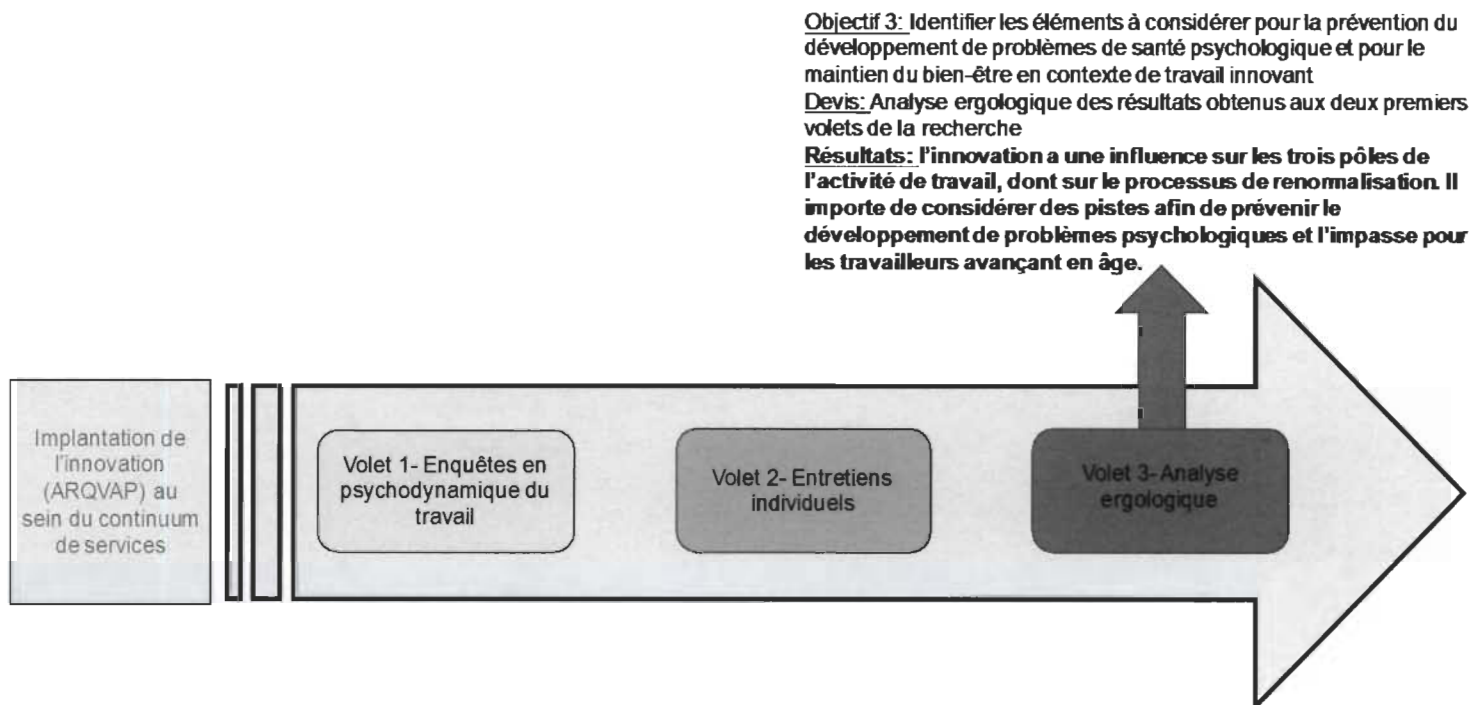 Objectif 3: Identifier les éléments à considérer pour la prévention du
développement de problèmes de santé psychologique et pour le
maintien du bien-être en contexte de travail innovant
Devis: Analyse ergologique des résultats obtenus aux deux premiers
volets de la recherche
Résultats: l'innovation a une influence sur les trois pôles de
l'activité de travail, dont sur le processus de renormalisation. Il
importe de considérer des pistes afin de prévenir le
développement de problèmes psychologiques et l'impasse pour
les travailleurs avançant en âge.
Implantation de
l'innovation
(ARQVAP) au
sein du continuum
de services
Volet 1- Enquêtes en
psychodynamique du
travail
Volet 2- Entretiens
individuels
Volet 3- Analyse
ergologique